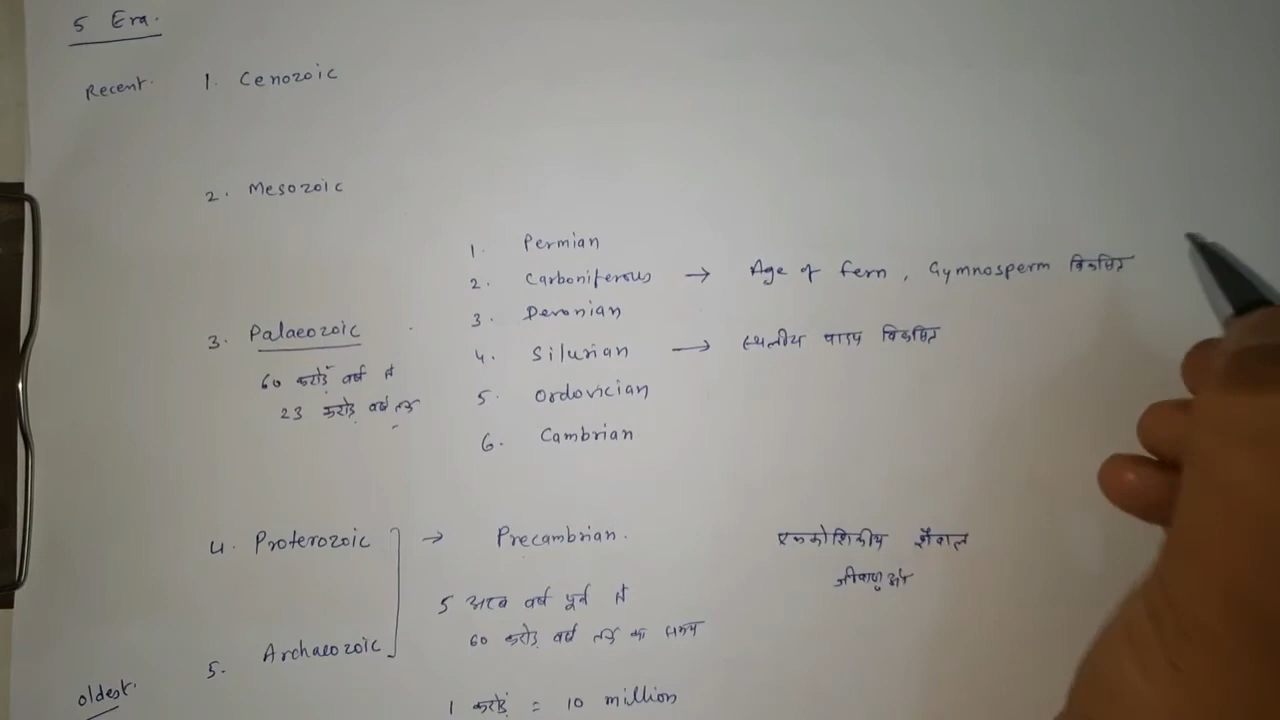 5 Era.
Recent. 1. Cenozoic
2. Mesozoic
1. Permian
2. Carboniferous → Age of fern, Gymnosperm विकसित
3. Devonian
3. Palaeozoic
4. Silurian → स्थलीय पादप विकसित
60 करोड़ वर्ष से
23 करोड़ वर्ष तक
5. Ordovician
6. Cambrian
4. Proterozoic → Precambrian.
एककोशिकीय शैवाल
जीवाणु और
5 अरब वर्ष पूर्व से
60 करोड़ वर्ष तक का समय
5. Archaeozoic
oldest.
1 करोड़ = 10 million